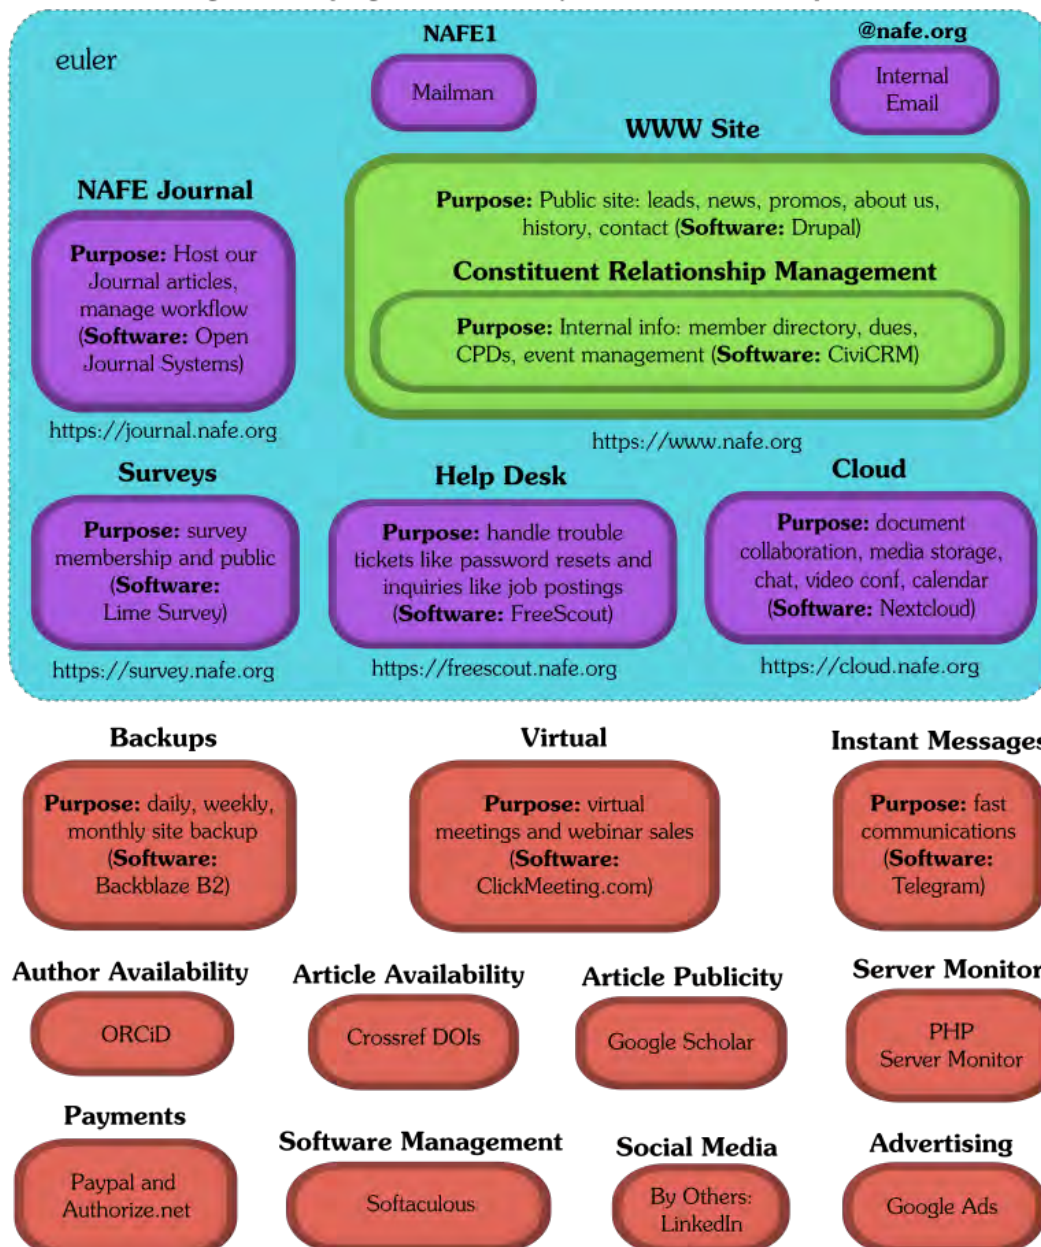 euler
NAFE1
Mailman
@nafe.org
Internal
Email
WWW Site
Purpose: Public site: leads, news, promos, about us,
history, contact (Software: Drupal)
Constituent Relationship Management
Purpose: Internal info: member directory, dues,
CPDs, event management (Software: CiviCRM)
https://www.nafe.org
NAFE Journal
Purpose: Host our
Journal articles,
manage workflow
(Software: Open
Journal Systems)
https://journal.nafe.org
Surveys
Purpose: survey
membership and public
(Software:
Lime Survey)
https://survey.nafe.org
Help Desk
Purpose: handle trouble
tickets like password resets and
inquiries like job postings
(Software: FreeScout)
https://freescout.nafe.org
Cloud
Purpose: document
collaboration, media storage,
chat, video conf, calendar
(Software: Nextcloud)
https://cloud.nafe.org
Backups
Purpose: daily, weekly,
monthly site backup
(Software:
Backblaze B2)
Virtual
Purpose: virtual
meetings and webinar sales
(Software:
ClickMeeting.com)
Instant Messages
Purpose: fast
communications
(Software:
Telegram)
Author Availability
ORCiD
Article Availability
Crossref DOIs
Article Publicity
Google Scholar
Server Monitor
PHP
Server Monitor
Payments
Paypal and
Authorize.net
Software Management
Softaculous
Social Media
By Others:
LinkedIn
Advertising
Google Ads